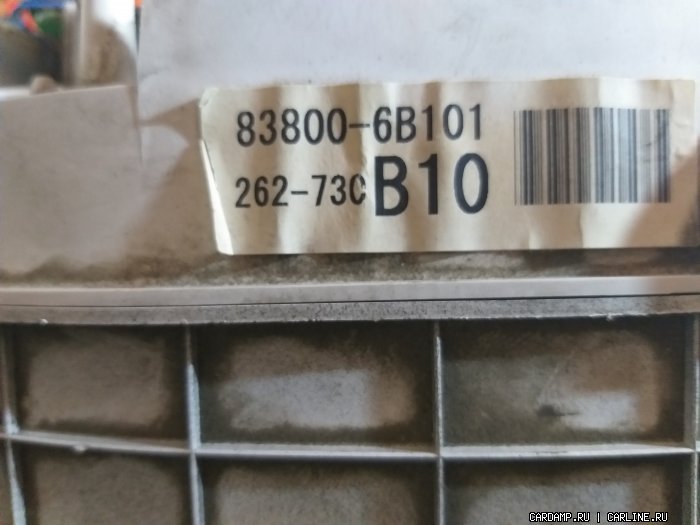 83800-6B101
262-73C B10
CARDAMP.RU | CARLINE.RU